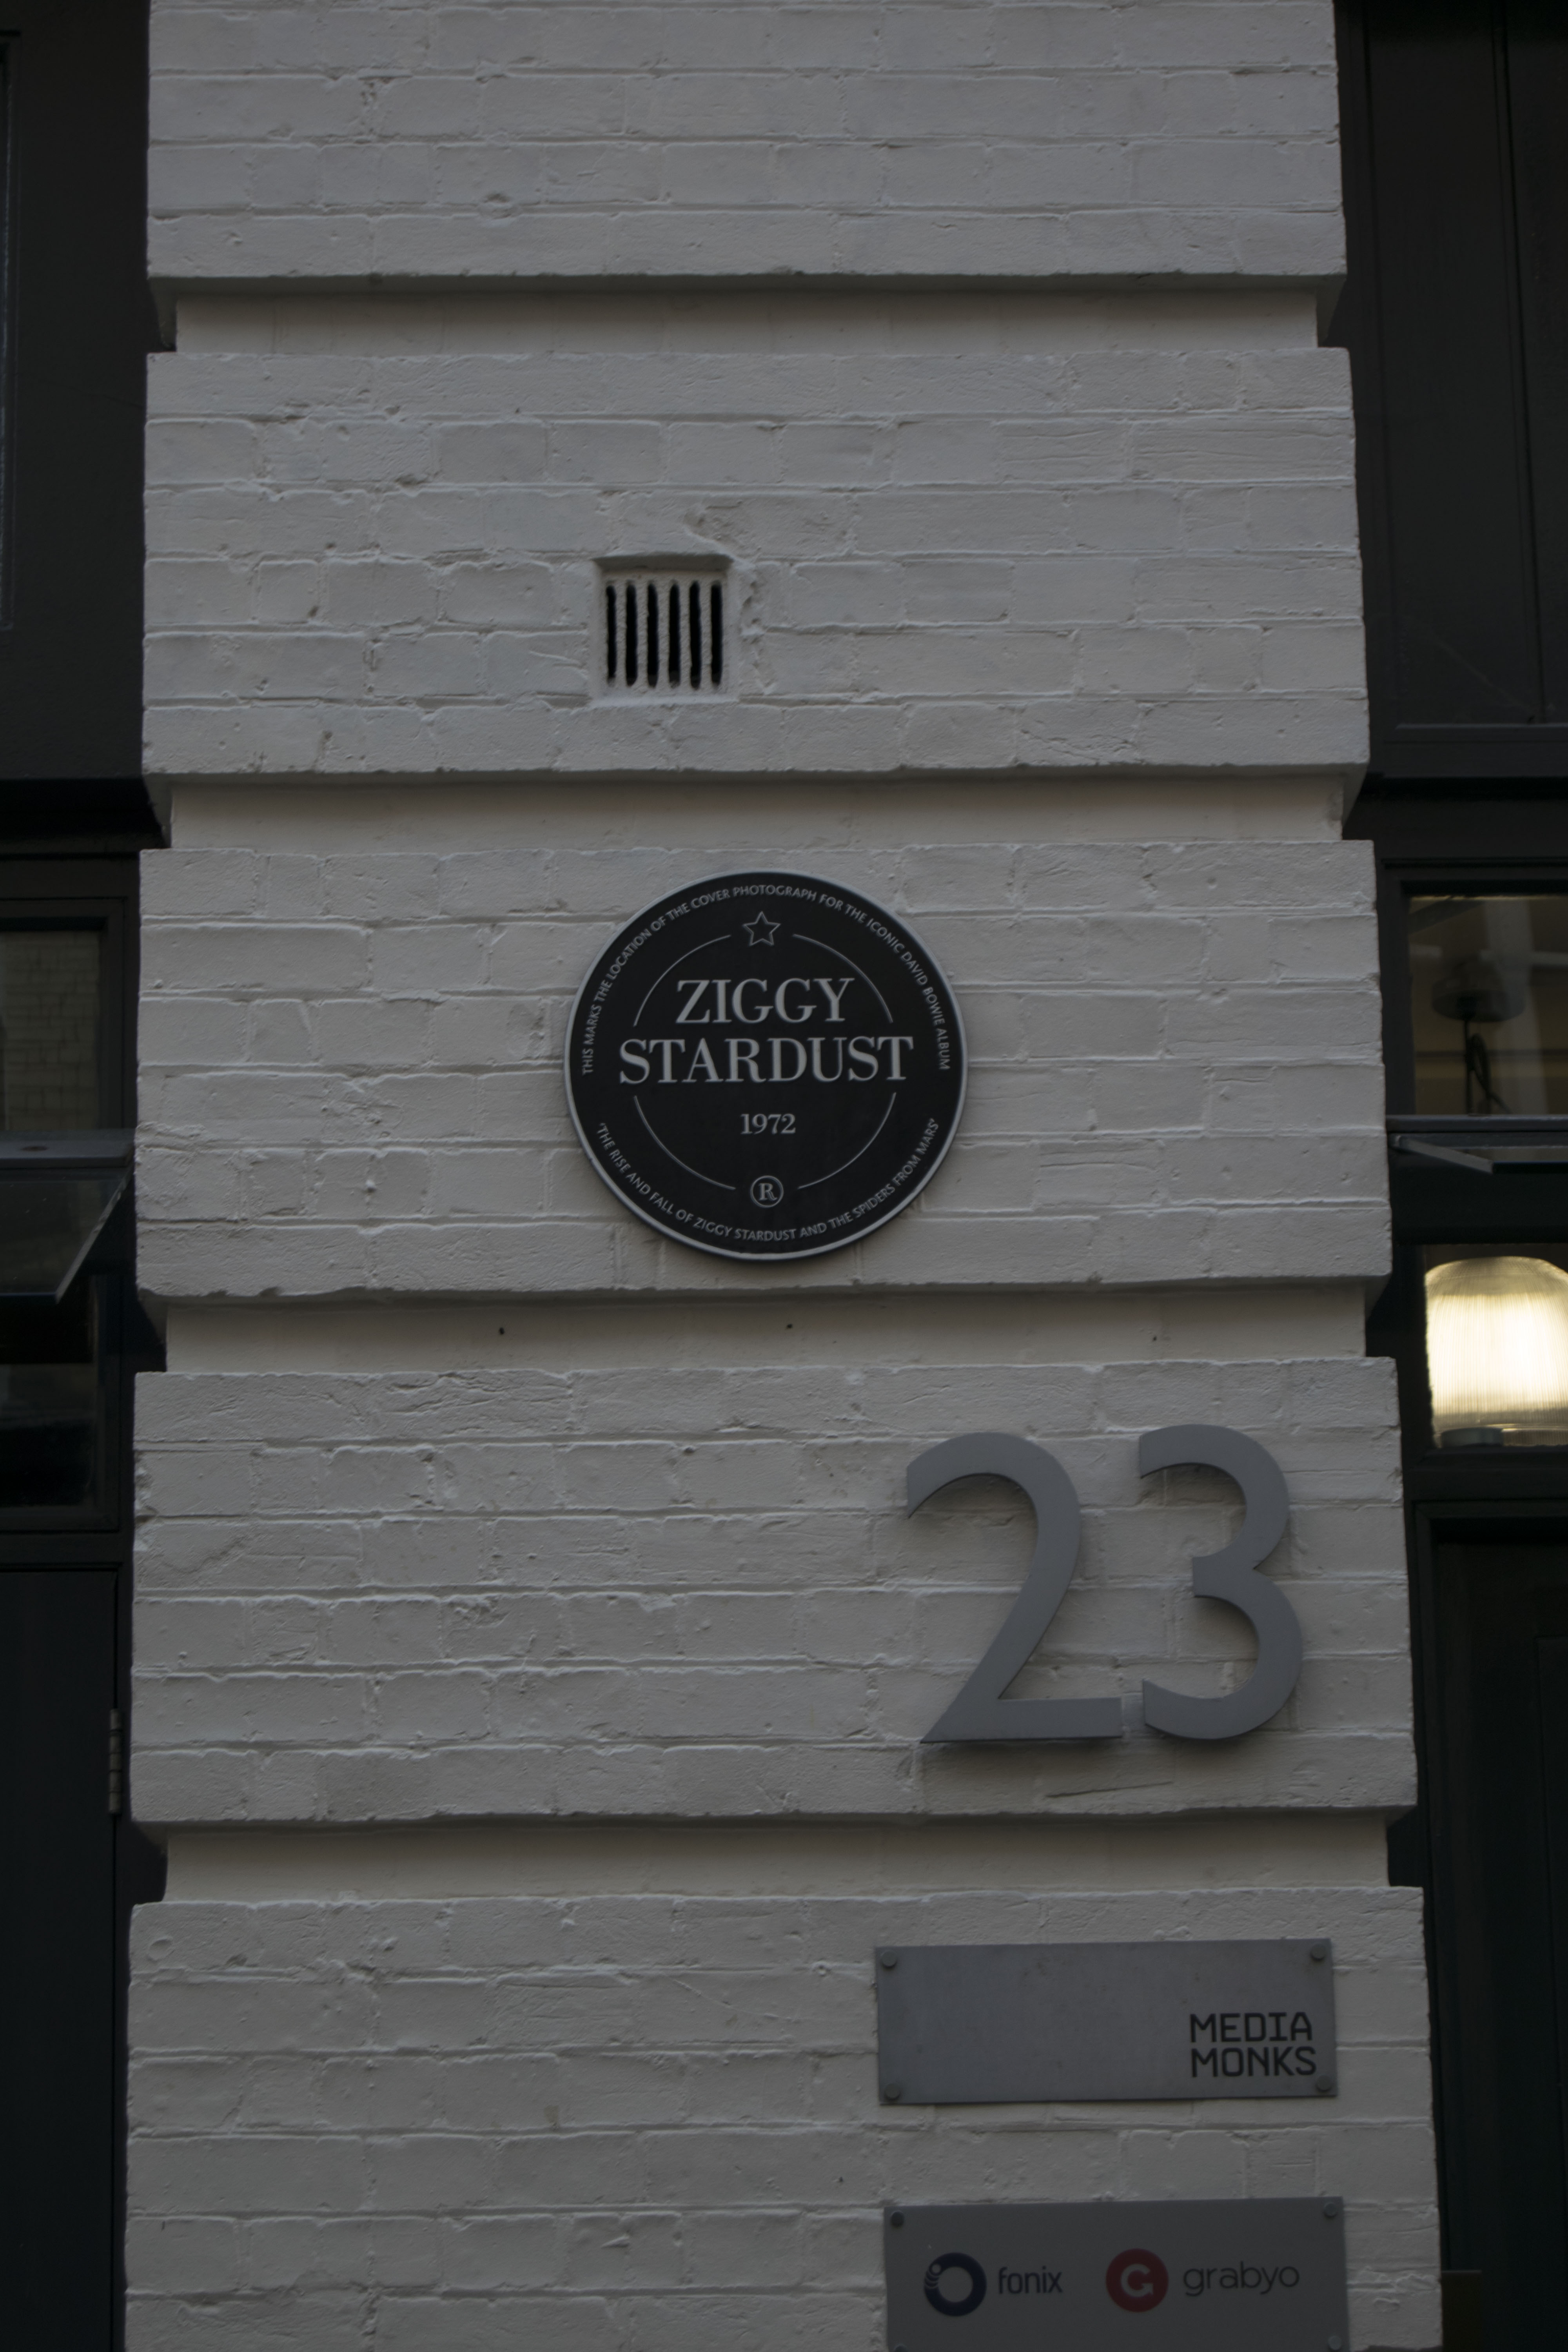 THIS MARKS THE LOCATION OF THE COVER PHOTOGRAPH FOR THE ICONIC DAVID BOWIE ALBUM
ZIGGY
STARDUST
1972
R
'THE RISE AND FALL OF ZIGGY STARDUST AND THE SPIDERS FROM MARS'
23
MEDIA
MONKS
fonix
G grabyo